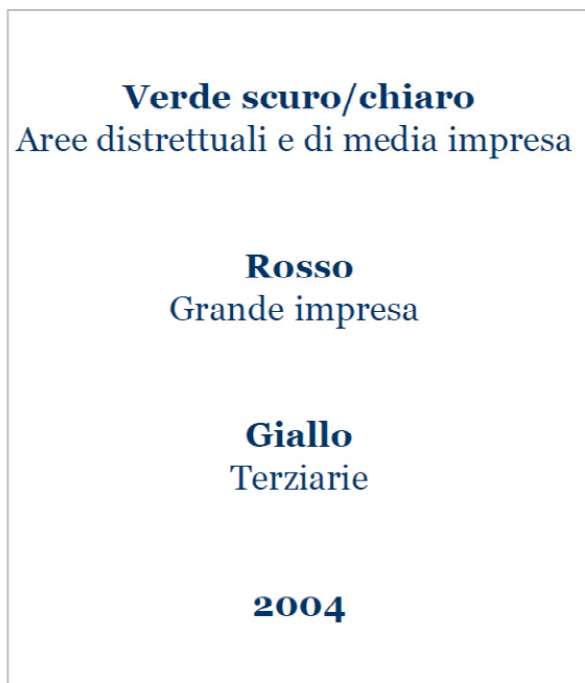 Verde scuro/chiaro
Aree distrettuali e di media impresa
Rosso
Grande impresa
Giallo
Terziarie
2004